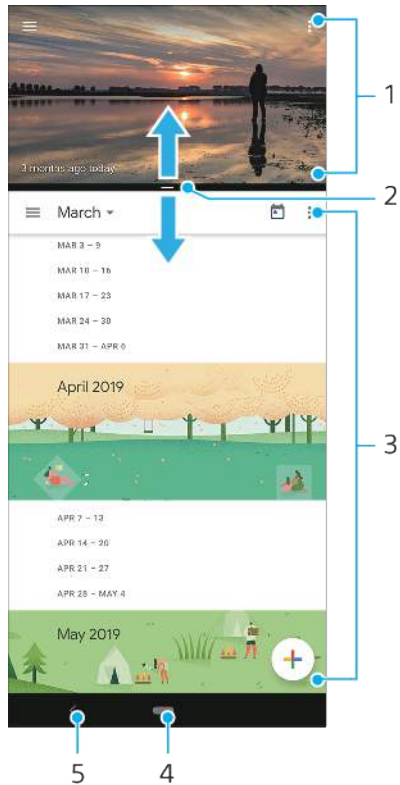 3 months ago today
1
2
March
MAR 3 – 9
MAR 10 – 16
MAR 17 – 23
MAR 24 – 30
MAR 31 – APR 6
April 2019
3
APR 7 – 13
APR 14 – 20
APR 21 – 27
APR 28 – MAY 4
May 2019
5
4